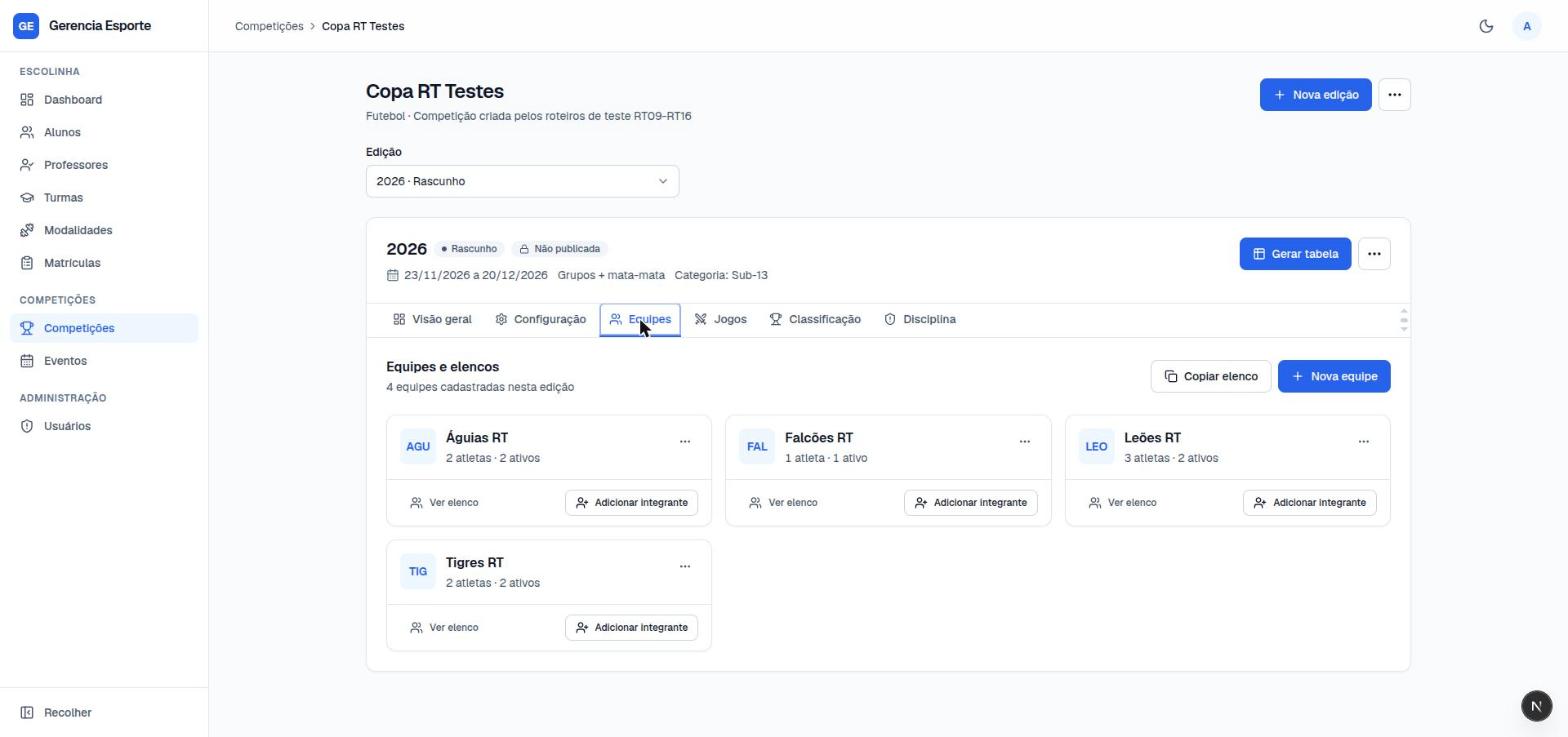 GE Gerencia Esporte
Competições > Copa RT Testes
A
ESCOLINHA
Dashboard
Alunos
Professores
Turmas
Modalidades
Matrículas
COMPETIÇÕES
Competições
Eventos
ADMINISTRAÇÃO
Usuários
Recolher
Copa RT Testes
Futebol · Competição criada pelos roteiros de teste RT09-RT16
Nova edição
Edição
2026 · Rascunho
2026 Rascunho Não publicada
23/11/2026 a 20/12/2026 Grupos + mata-mata Categoria: Sub-13
Gerar tabela
Visão geral Configuração Equipes Jogos Classificação Disciplina
Equipes e elencos
4 equipes cadastradas nesta edição
Copiar elenco Nova equipe
AGU Águias RT
2 atletas · 2 ativos
Ver elenco Adicionar integrante
FAL Falcões RT
1 atleta · 1 ativo
Ver elenco Adicionar integrante
LEO Leões RT
3 atletas · 2 ativos
Ver elenco Adicionar integrante
TIG Tigres RT
2 atletas · 2 ativos
Ver elenco Adicionar integrante
N